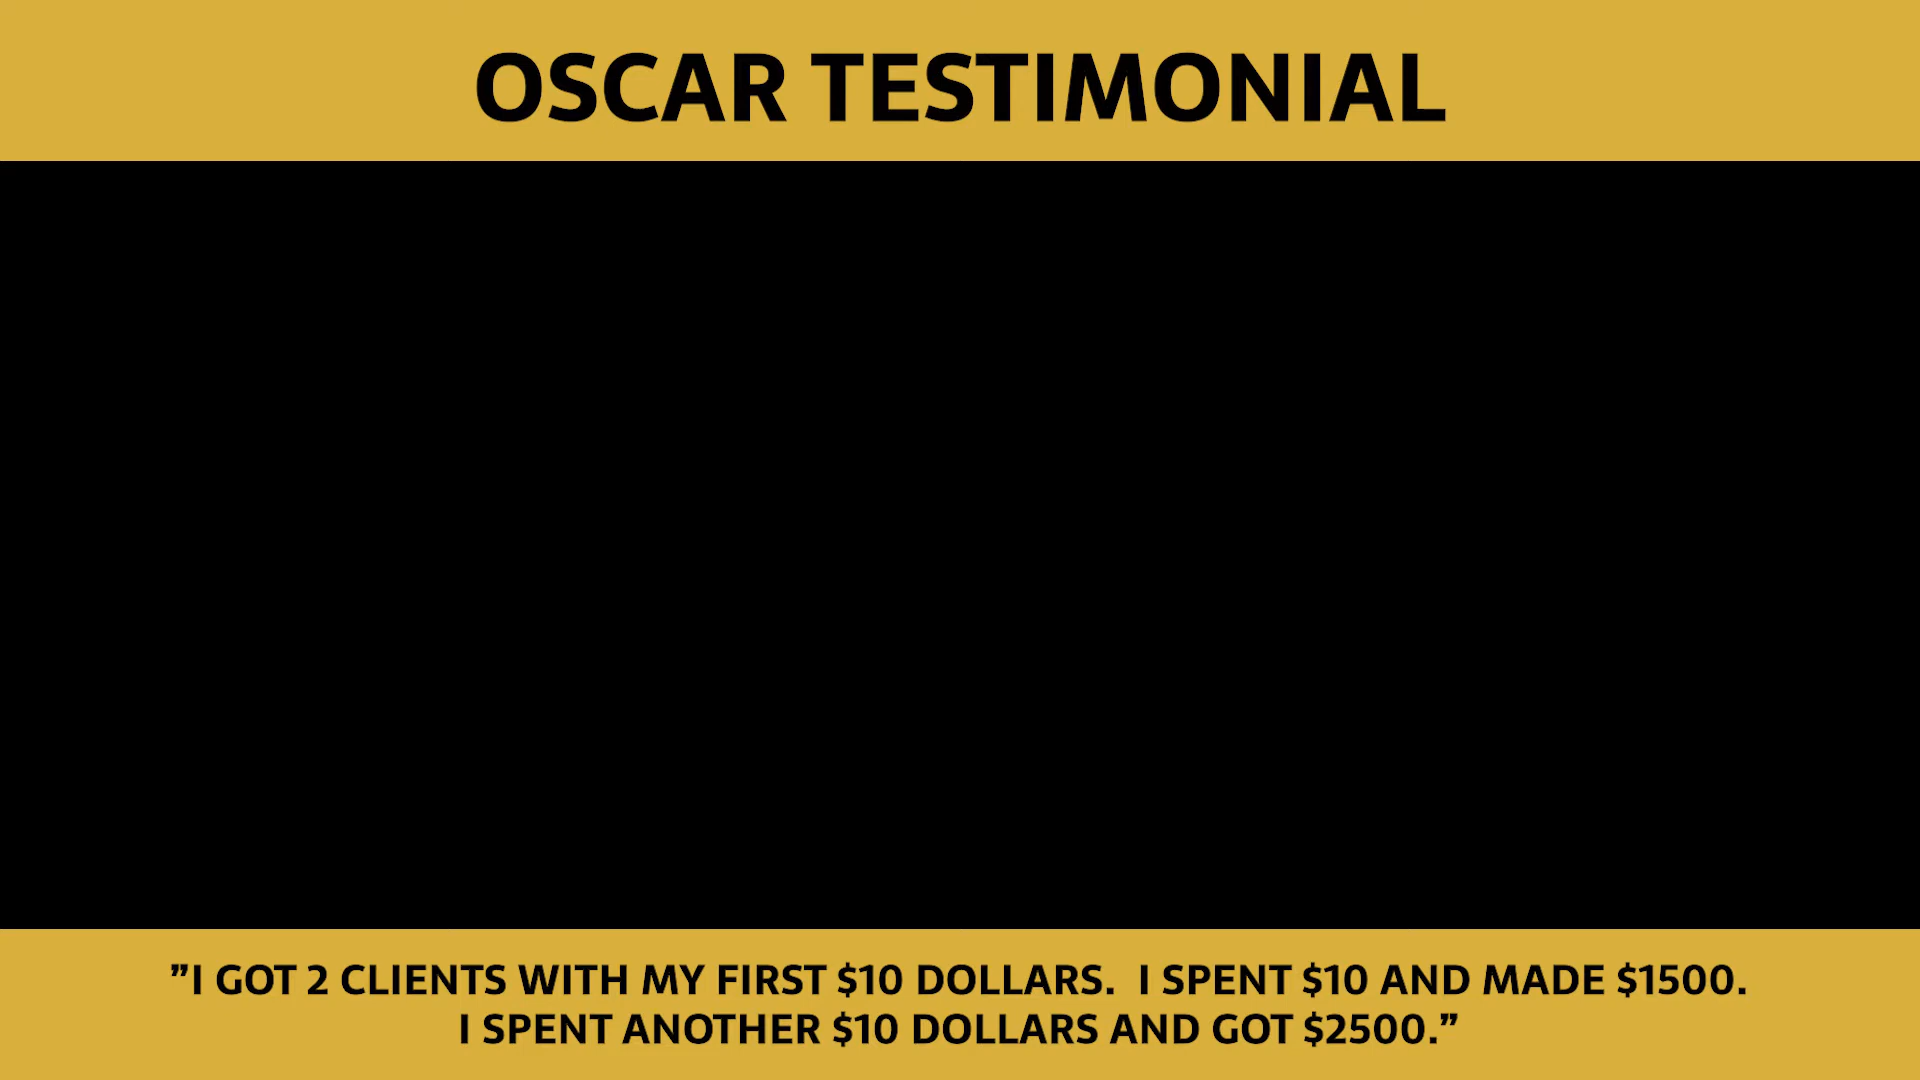 OSCAR TESTIMONIAL
”I GOT 2 CLIENTS WITH MY FIRST $10 DOLLARS.  I SPENT $10 AND MADE $1500.
I SPENT ANOTHER $10 DOLLARS AND GOT $2500.”